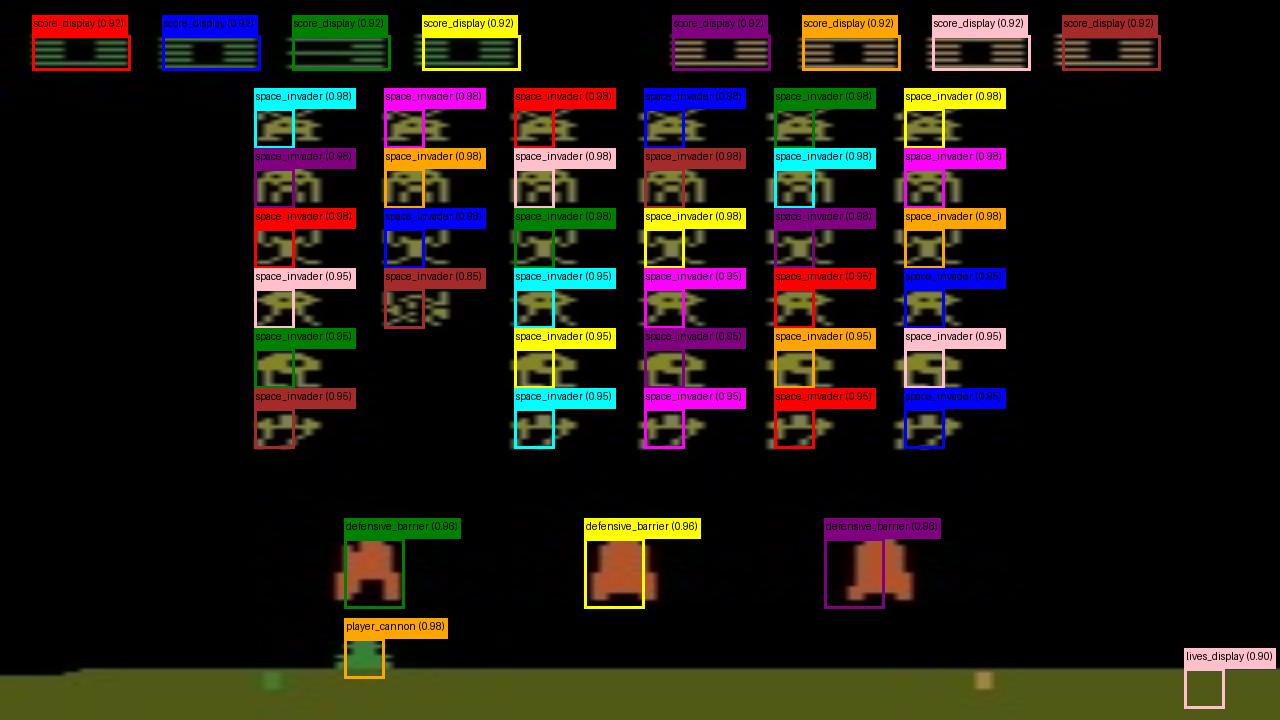 score_display (0.92) score_display (0.92) score_display (0.92) score_display (0.92) score_display (0.92) score_display (0.92) score_display (0.92) score_display (0.92)
space_invader (0.98) space_invader (0.98) space_invader (0.98) space_invader (0.98) space_invader (0.98) space_invader (0.98)
space_invader (0.98) space_invader (0.98) space_invader (0.98) space_invader (0.98) space_invader (0.98) space_invader (0.98)
space_invader (0.98) space_invader (0.98) space_invader (0.98) space_invader (0.98) space_invader (0.98) space_invader (0.98)
space_invader (0.95) space_invader (0.85) space_invader (0.95) space_invader (0.95) space_invader (0.95) space_invader (0.95)
space_invader (0.95) space_invader (0.95) space_invader (0.95) space_invader (0.95) space_invader (0.95)
space_invader (0.95) space_invader (0.95) space_invader (0.95) space_invader (0.95) space_invader (0.95)
defensive_barrier (0.96) defensive_barrier (0.96) defensive_barrier (0.96)
player_cannon (0.98)
lives_display (0.90)